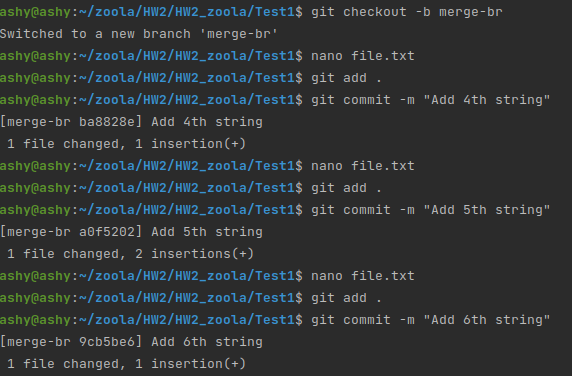 ashy@ashy:~/zoola/HW2/HW2_zoola/Test1$ git checkout -b merge-br
Switched to a new branch 'merge-br'
ashy@ashy:~/zoola/HW2/HW2_zoola/Test1$ nano file.txt
ashy@ashy:~/zoola/HW2/HW2_zoola/Test1$ git add .
ashy@ashy:~/zoola/HW2/HW2_zoola/Test1$ git commit -m "Add 4th string"
[merge-br ba8828e] Add 4th string
 1 file changed, 1 insertion(+)
ashy@ashy:~/zoola/HW2/HW2_zoola/Test1$ nano file.txt
ashy@ashy:~/zoola/HW2/HW2_zoola/Test1$ git add .
ashy@ashy:~/zoola/HW2/HW2_zoola/Test1$ git commit -m "Add 5th string"
[merge-br a0f5202] Add 5th string
 1 file changed, 2 insertions(+)
ashy@ashy:~/zoola/HW2/HW2_zoola/Test1$ nano file.txt
ashy@ashy:~/zoola/HW2/HW2_zoola/Test1$ git add .
ashy@ashy:~/zoola/HW2/HW2_zoola/Test1$ git commit -m "Add 6th string"
[merge-br 9cb5be6] Add 6th string
 1 file changed, 1 insertion(+)